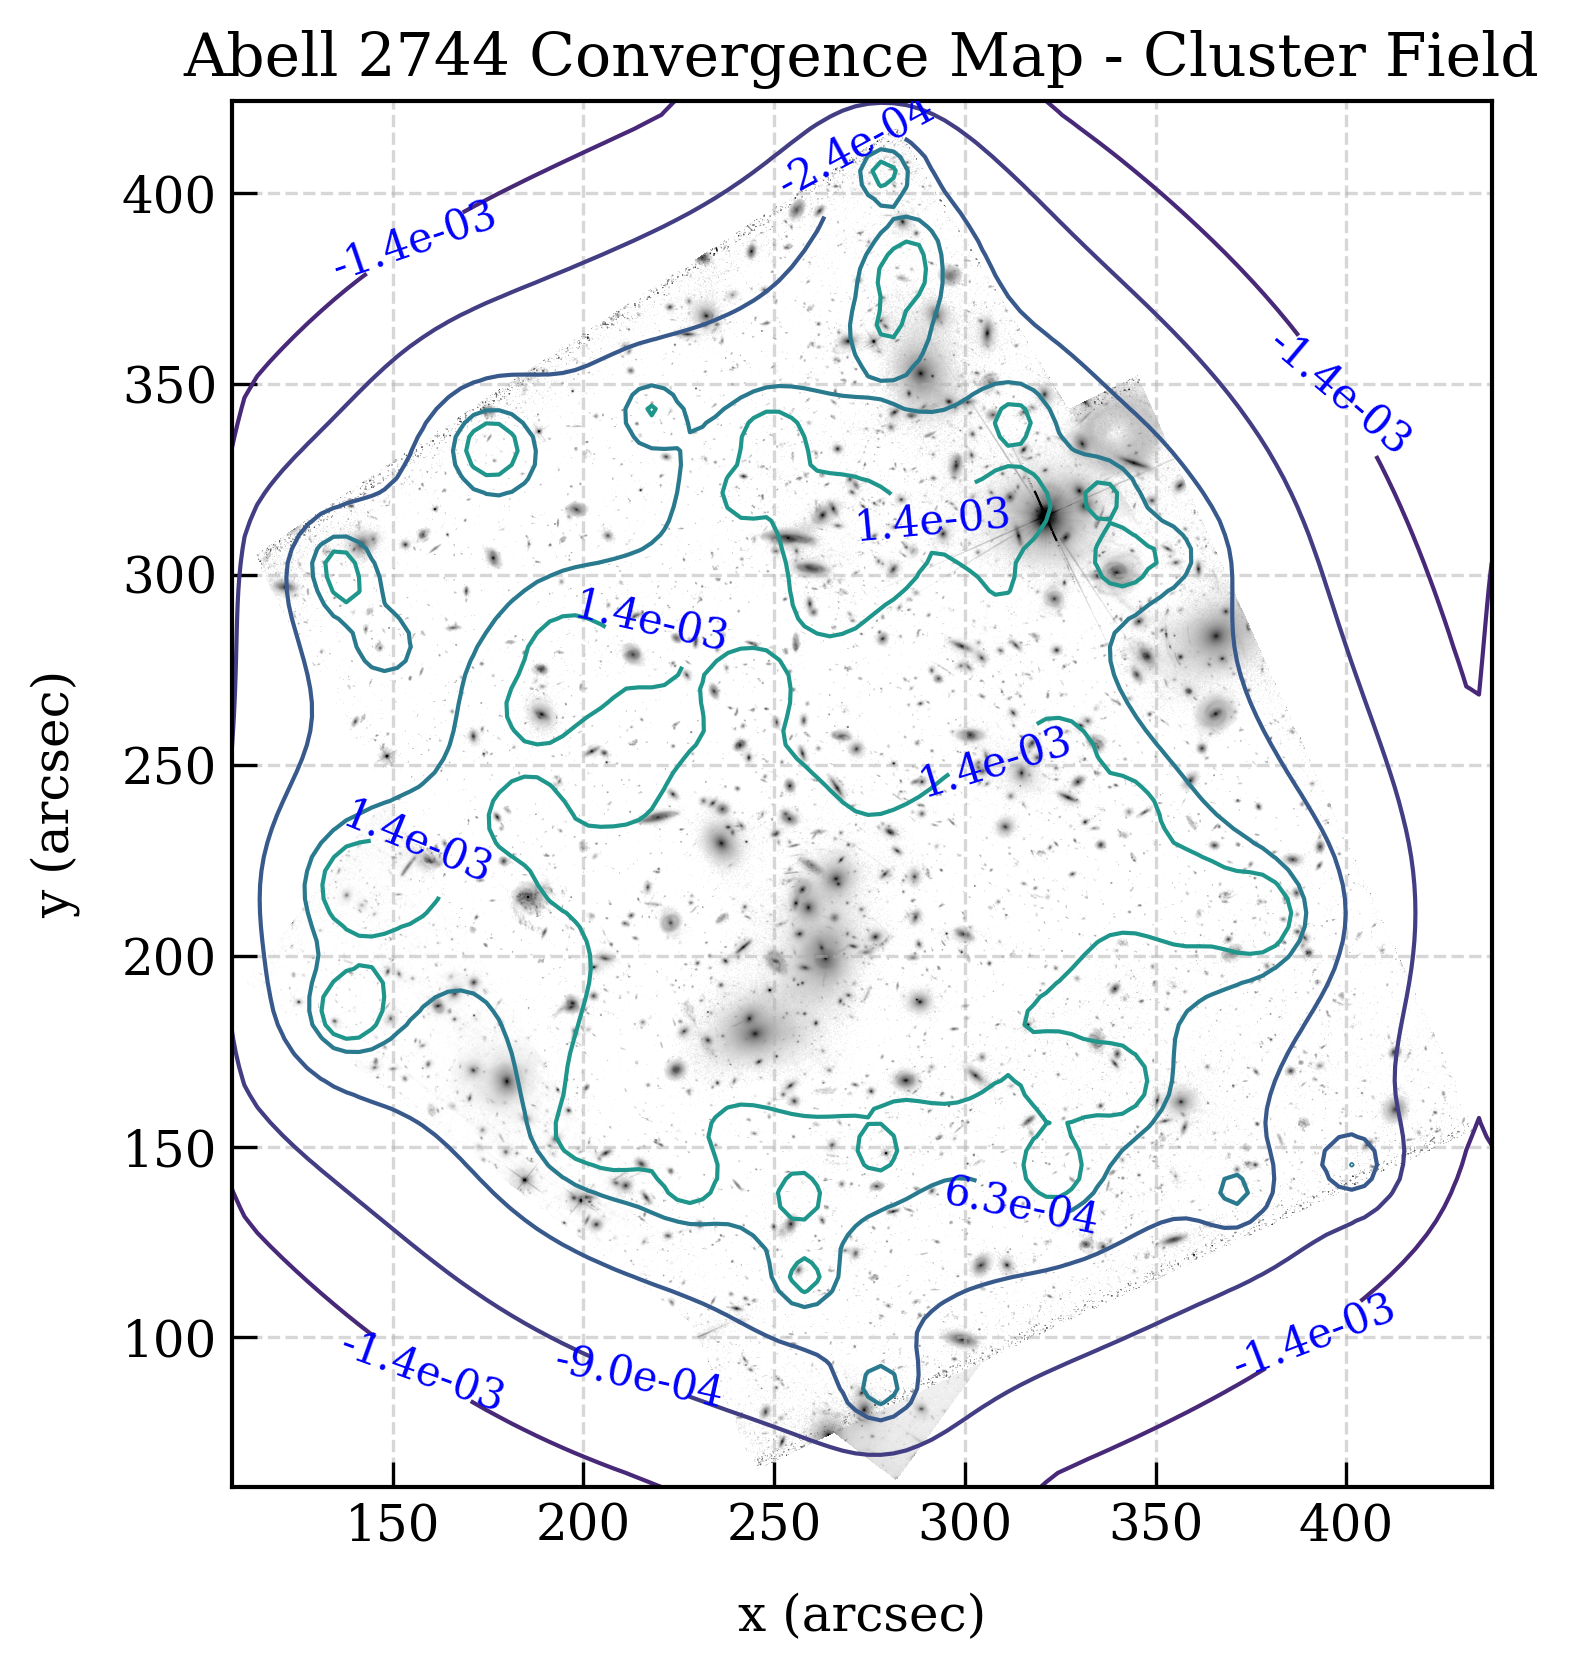 Abell 2744 Convergence Map - Cluster Field
-2.4e-04
400
-1.4e-03
350
-1.4e-03
1.4e-03
300
1.4e-03
250
1.4e-03
1.4e-03
y (arcsec)
200
150
6.3e-04
100
-1.4e-03
-9.0e-04
-1.4e-03
150 200 250 300 350 400
x (arcsec)